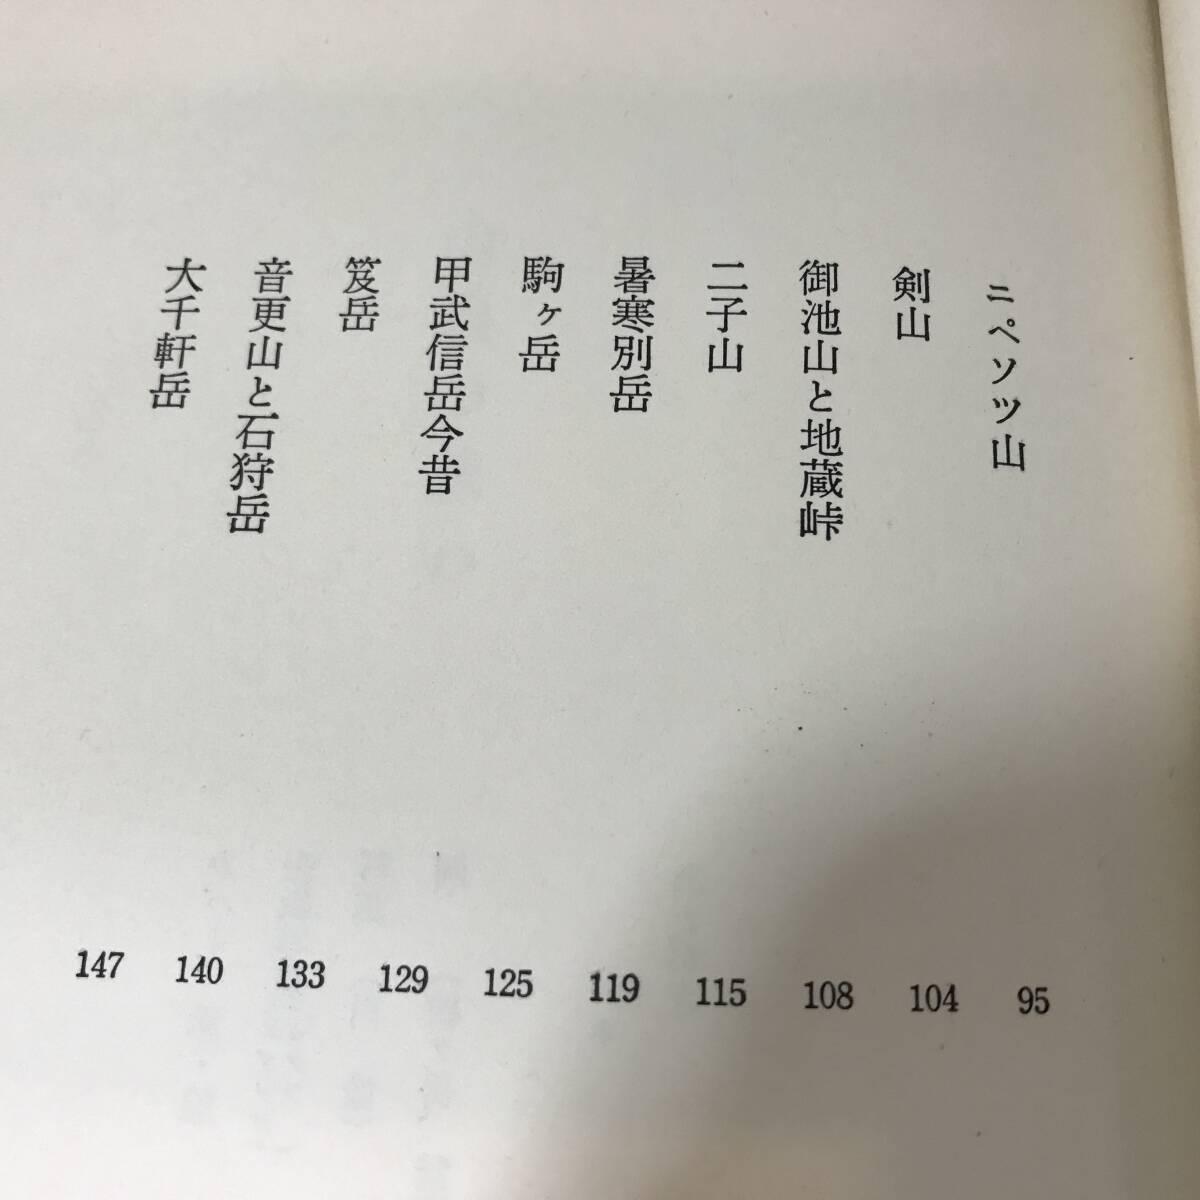 ニペソツ山 95
剣山 104
御池山と地蔵峠 108
二子山 115
暑寒別岳 119
駒ヶ岳 125
甲武信岳今昔 129
笈岳 133
音更山と石狩岳 140
大千軒岳 147